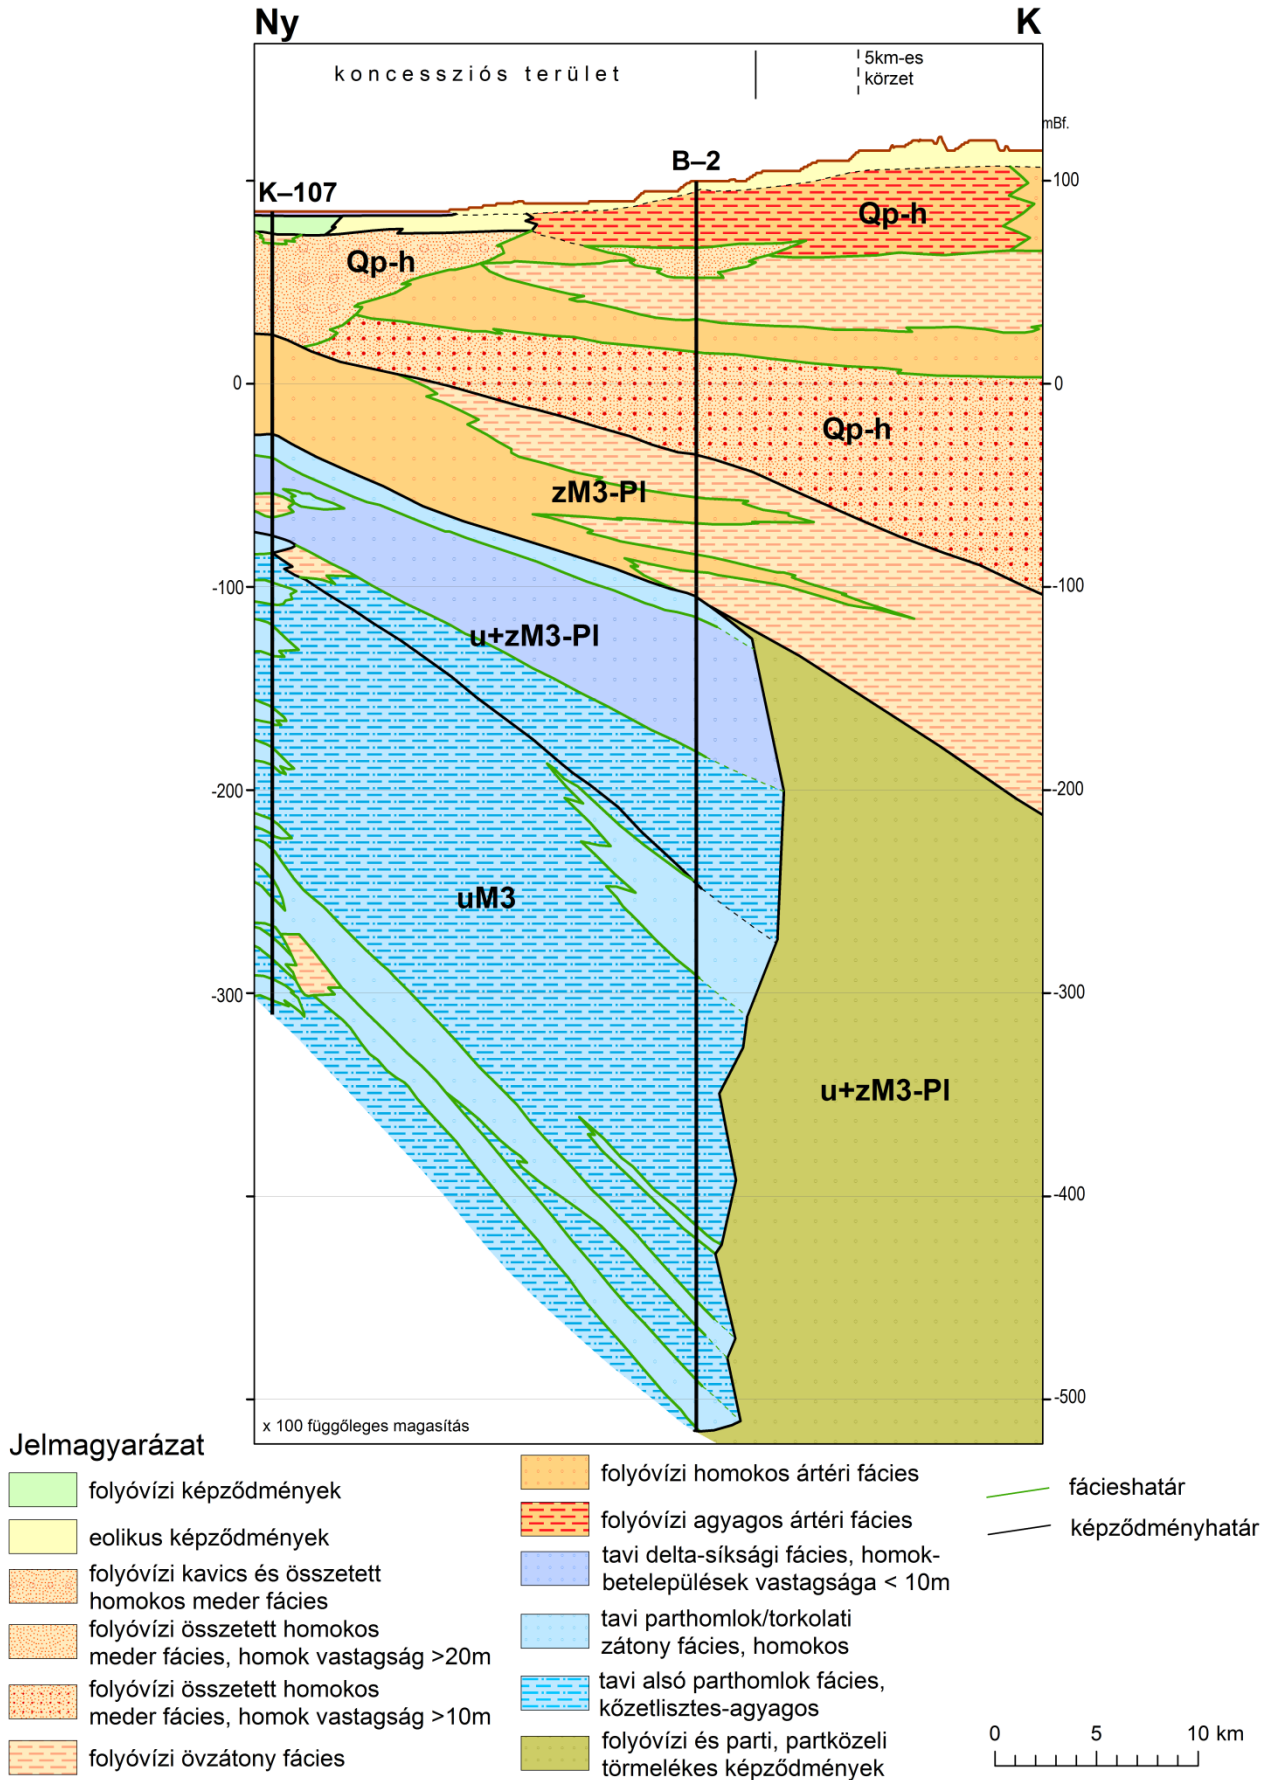 Ny
K
koncessziós terület
5km-es
körzet
mBf.
B–2
K–107
100
Qp-h
Qp-h
0
0
Qp-h
zM3-Pl
-100
-100
u+zM3-Pl
-200
-200
uM3
-300
-300
u+zM3-Pl
-400
-500
x 100 függőleges magasítás
Jelmagyarázat
folyóvízi képződmények
eolikus képződmények
folyóvízi kavics és összetett
homokos meder fácies
folyóvízi összetett homokos
meder fácies, homok vastagság >20m
folyóvízi összetett homokos
meder fácies, homok vastagság >10m
folyóvízi övzátony fácies
folyóvízi homokos ártéri fácies
folyóvízi agyagos ártéri fácies
tavi delta-síksági fácies, homok-
betelepülések vastagsága < 10m
tavi parthomlok/torkolati
zátony fácies, homokos
tavi alsó parthomlok fácies,
kőzetlisztes-agyagos
folyóvízi és parti, partközeli
törmelékes képződmények
fácieshatár
képződményhatár
0 5 10 km